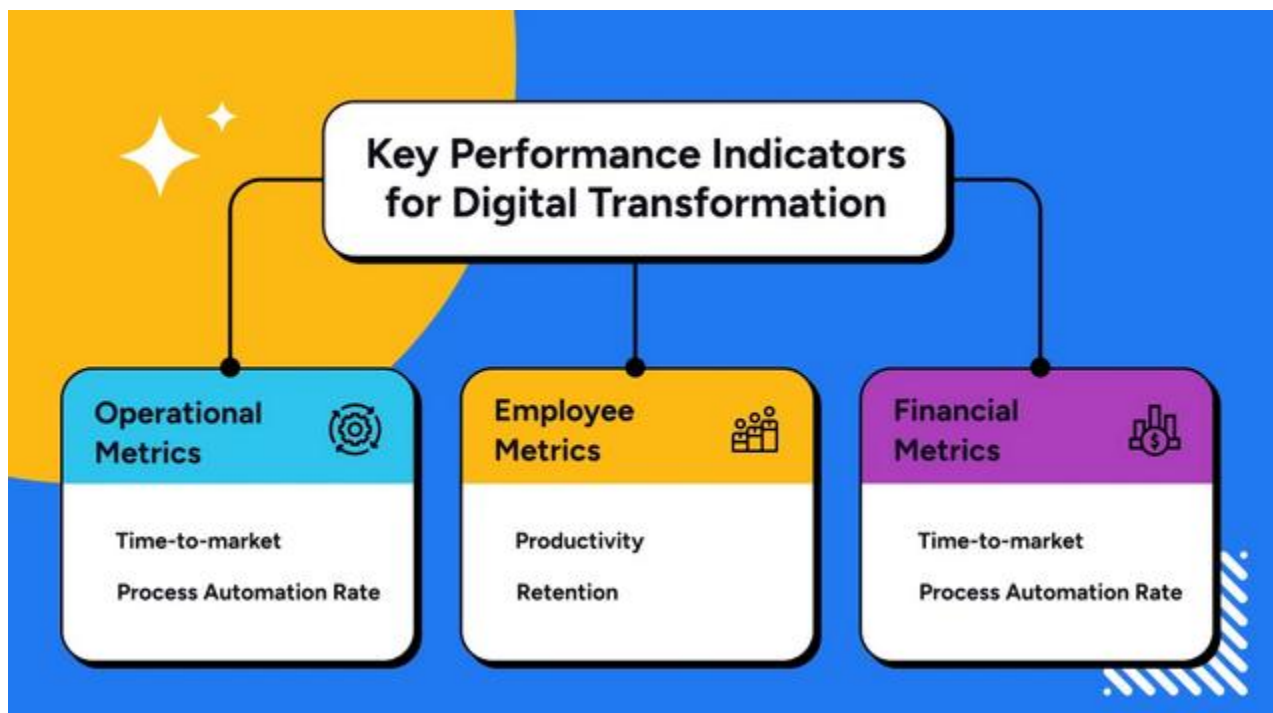 Key Performance Indicators
for Digital Transformation
Operational
Metrics
Time-to-market
Process Automation Rate
Employee
Metrics
Productivity
Retention
Financial
Metrics
$
Time-to-market
Process Automation Rate